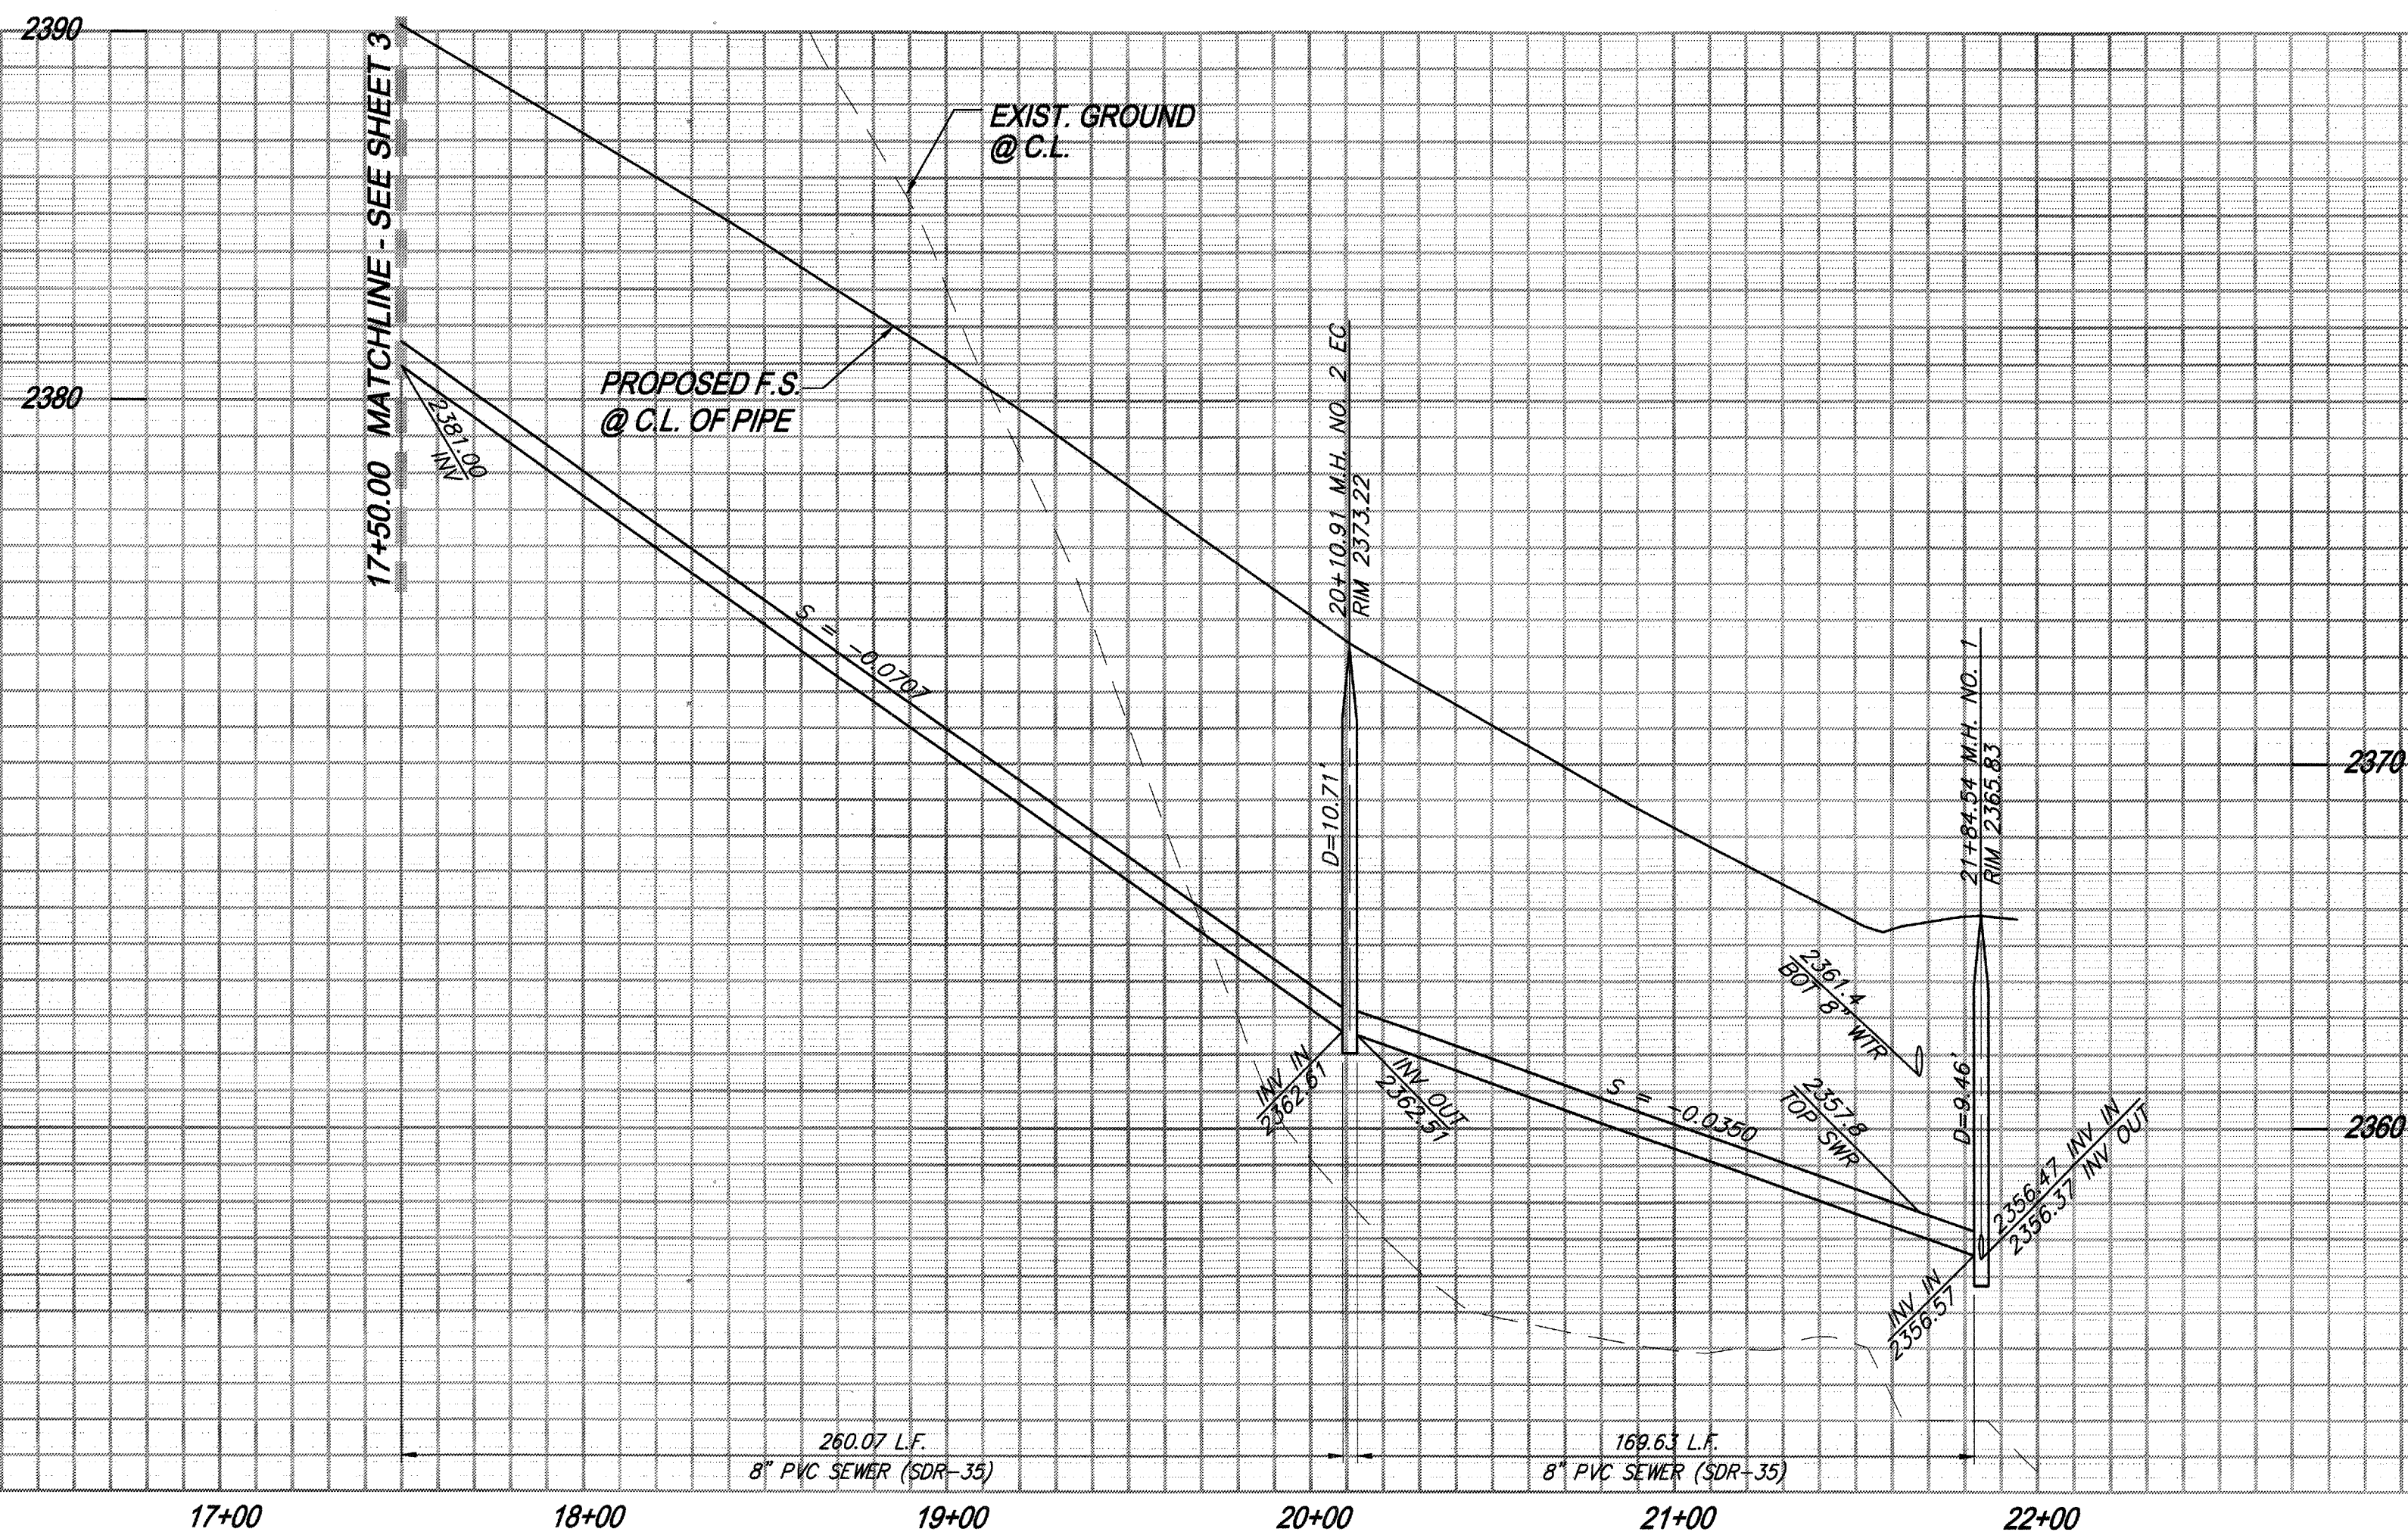 2390
17+50.00 MATCHLINE - SEE SHEET 3
EXIST. GROUND
@ C.L.
2380
PROPOSED F.S.
@ C.L. OF PIPE
2381.00
INV
20+10.91 M.H. NO. 2 EC
RIM 2373.22
S = -0.0707
21+84.54 M.H. NO. 1
RIM 2365.83
2370
D=10.71'
2361.4
BOT 8" WTR
D=9.46'
INV IN
2362.61
INV OUT
2362.51
S = -0.0350
2357.8
TOP SWR
2360
2356.47 INV IN
2356.37 INV OUT
INV IN
2356.57
260.07 L.F.
8" PVC SEWER (SDR-35)
169.63 L.F.
8" PVC SEWER (SDR-35)
17+00
18+00
19+00
20+00
21+00
22+00